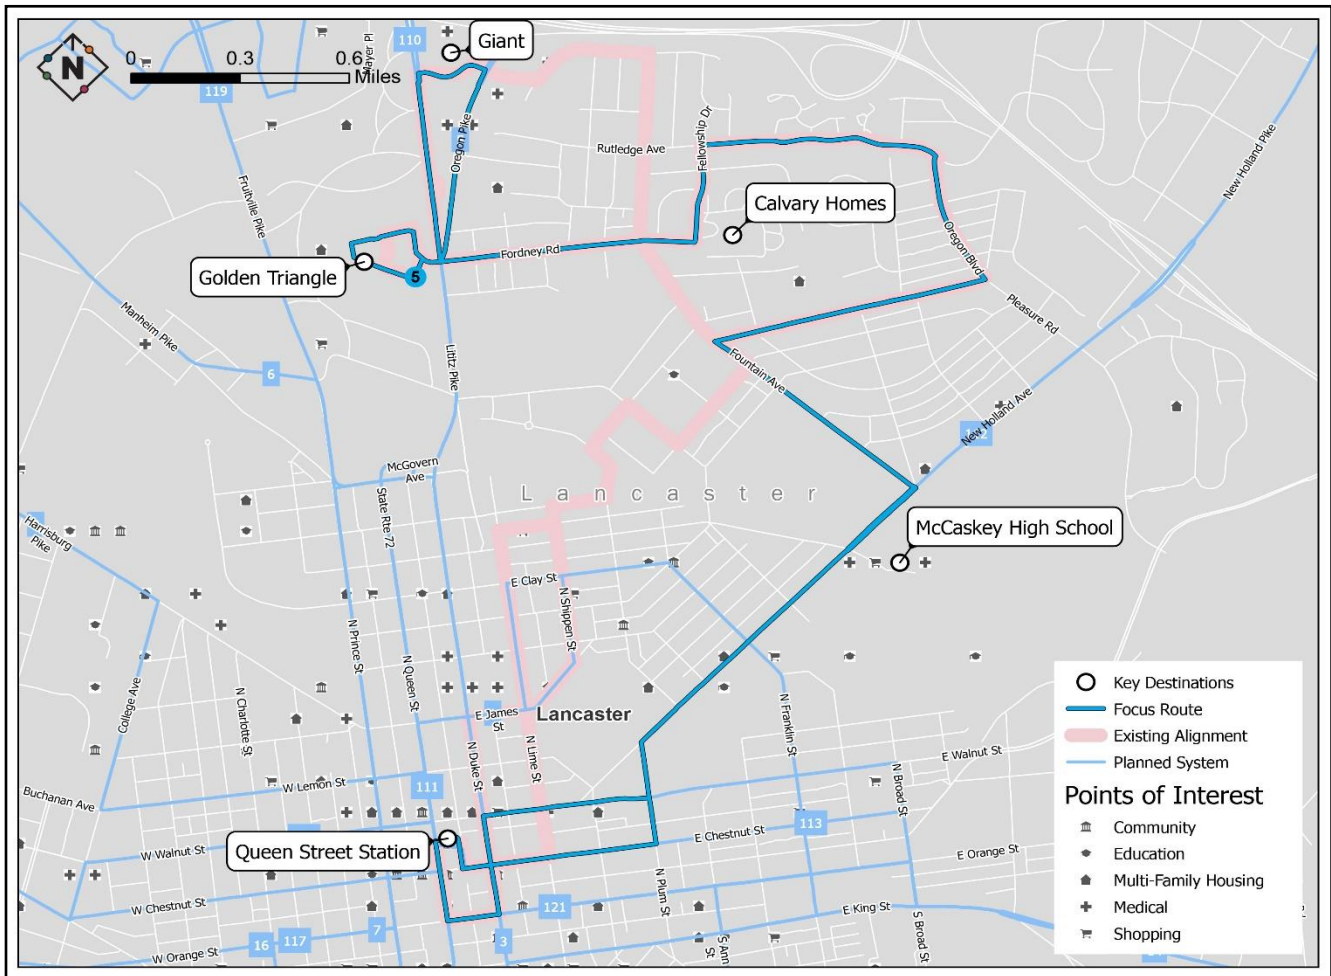 110
Giant
N
0 0.3 0.6
Miles
119
Oregon Pike
Rutledge Ave
Fellowship Dr
New Holland Pike
Fruitville Pike
Calvary Homes
Fordney Rd
Oregon Blvd
Golden Triangle
5
Pleasure Rd
Manheim Pike
6
Lititz Pike
Fountain Ave
New Holland Ave
McGovern
Ave
State Rte 72
Lancaster
Harrisburg
Pike
McCaskey High School
E Clay St
N Shippen St
N Prince St
N Queen St
College Ave
N Charlotte St
E James
St
Lancaster
N Duke St
N Lime St
N Franklin St
E Walnut St
N Broad St
Buchanan Ave
W Lemon St
111
113
E Chestnut St
Queen Street Station
W Walnut St
E Orange St
N Plum St
W Chestnut St
121
E King St
7
3
16
117
W Orange St
S Ann
St
S Broad St
Key Destinations
Focus Route
Existing Alignment
Planned System
Points of Interest
Community
Education
Multi-Family Housing
Medical
Shopping